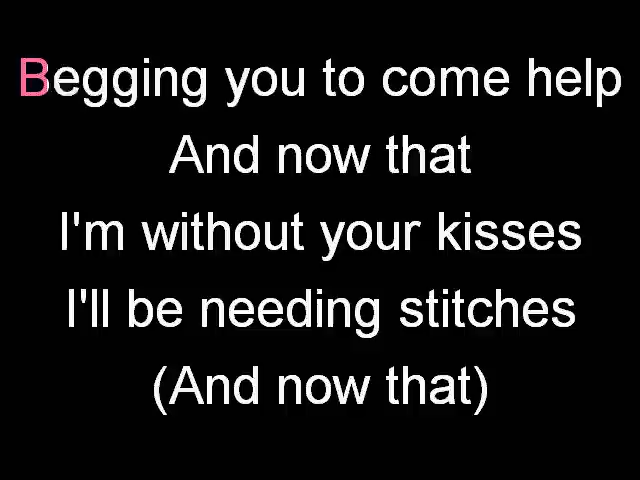 Begging you to come help
And now that
I'm without your kisses
I'll be needing stitches
(And now that)